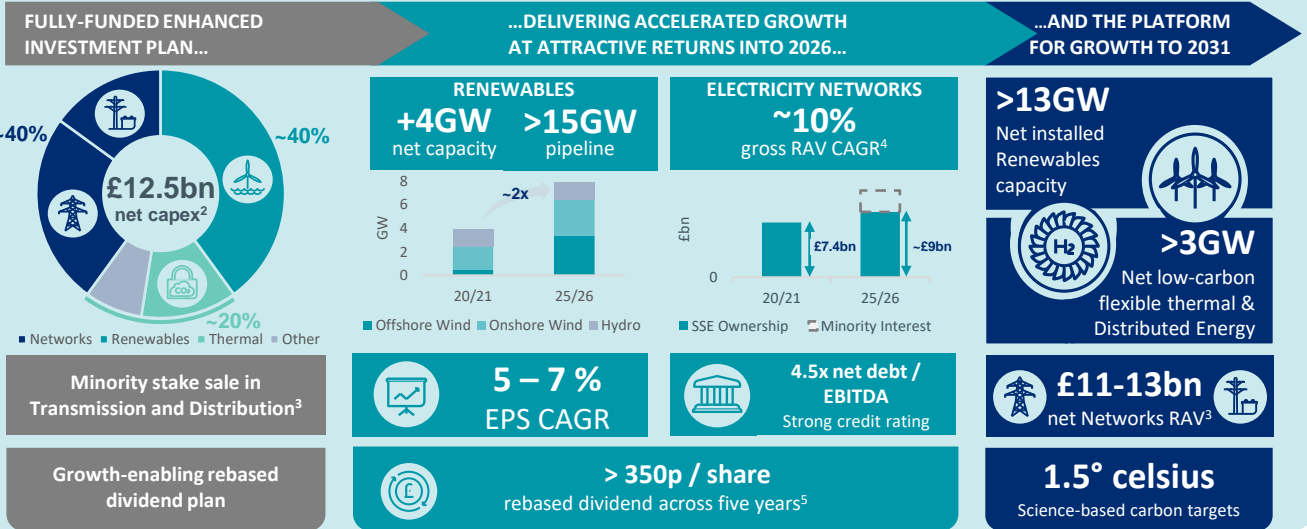 FULLY-FUNDED ENHANCED
INVESTMENT PLAN…
…DELIVERING ACCELERATED GROWTH
AT ATTRACTIVE RETURNS INTO 2026…
…AND THE PLATFORM
FOR GROWTH TO 2031
~40%
~40%
£12.5bn
net capex2
CO2
~20%
Networks Renewables Thermal Other
Minority stake sale in
Transmission and Distribution3
Growth-enabling rebased
dividend plan
RENEWABLES
+4GW >15GW
net capacity pipeline
8
6
4
2
0
GW
~2x
20/21 25/26
Offshore Wind Onshore Wind Hydro
ELECTRICITY NETWORKS
~10%
gross RAV CAGR4
£bn
0
£7.4bn
~£9bn
20/21 25/26
SSE Ownership Minority Interest
5 – 7 %
EPS CAGR
4.5x net debt /
EBITDA
Strong credit rating
£
> 350p / share
rebased dividend across five years5
>13GW
Net installed
Renewables
capacity
H2
>3GW
Net low-carbon
flexible thermal &
Distributed Energy
£11-13bn
net Networks RAV3
1.5° celsius
Science-based carbon targets